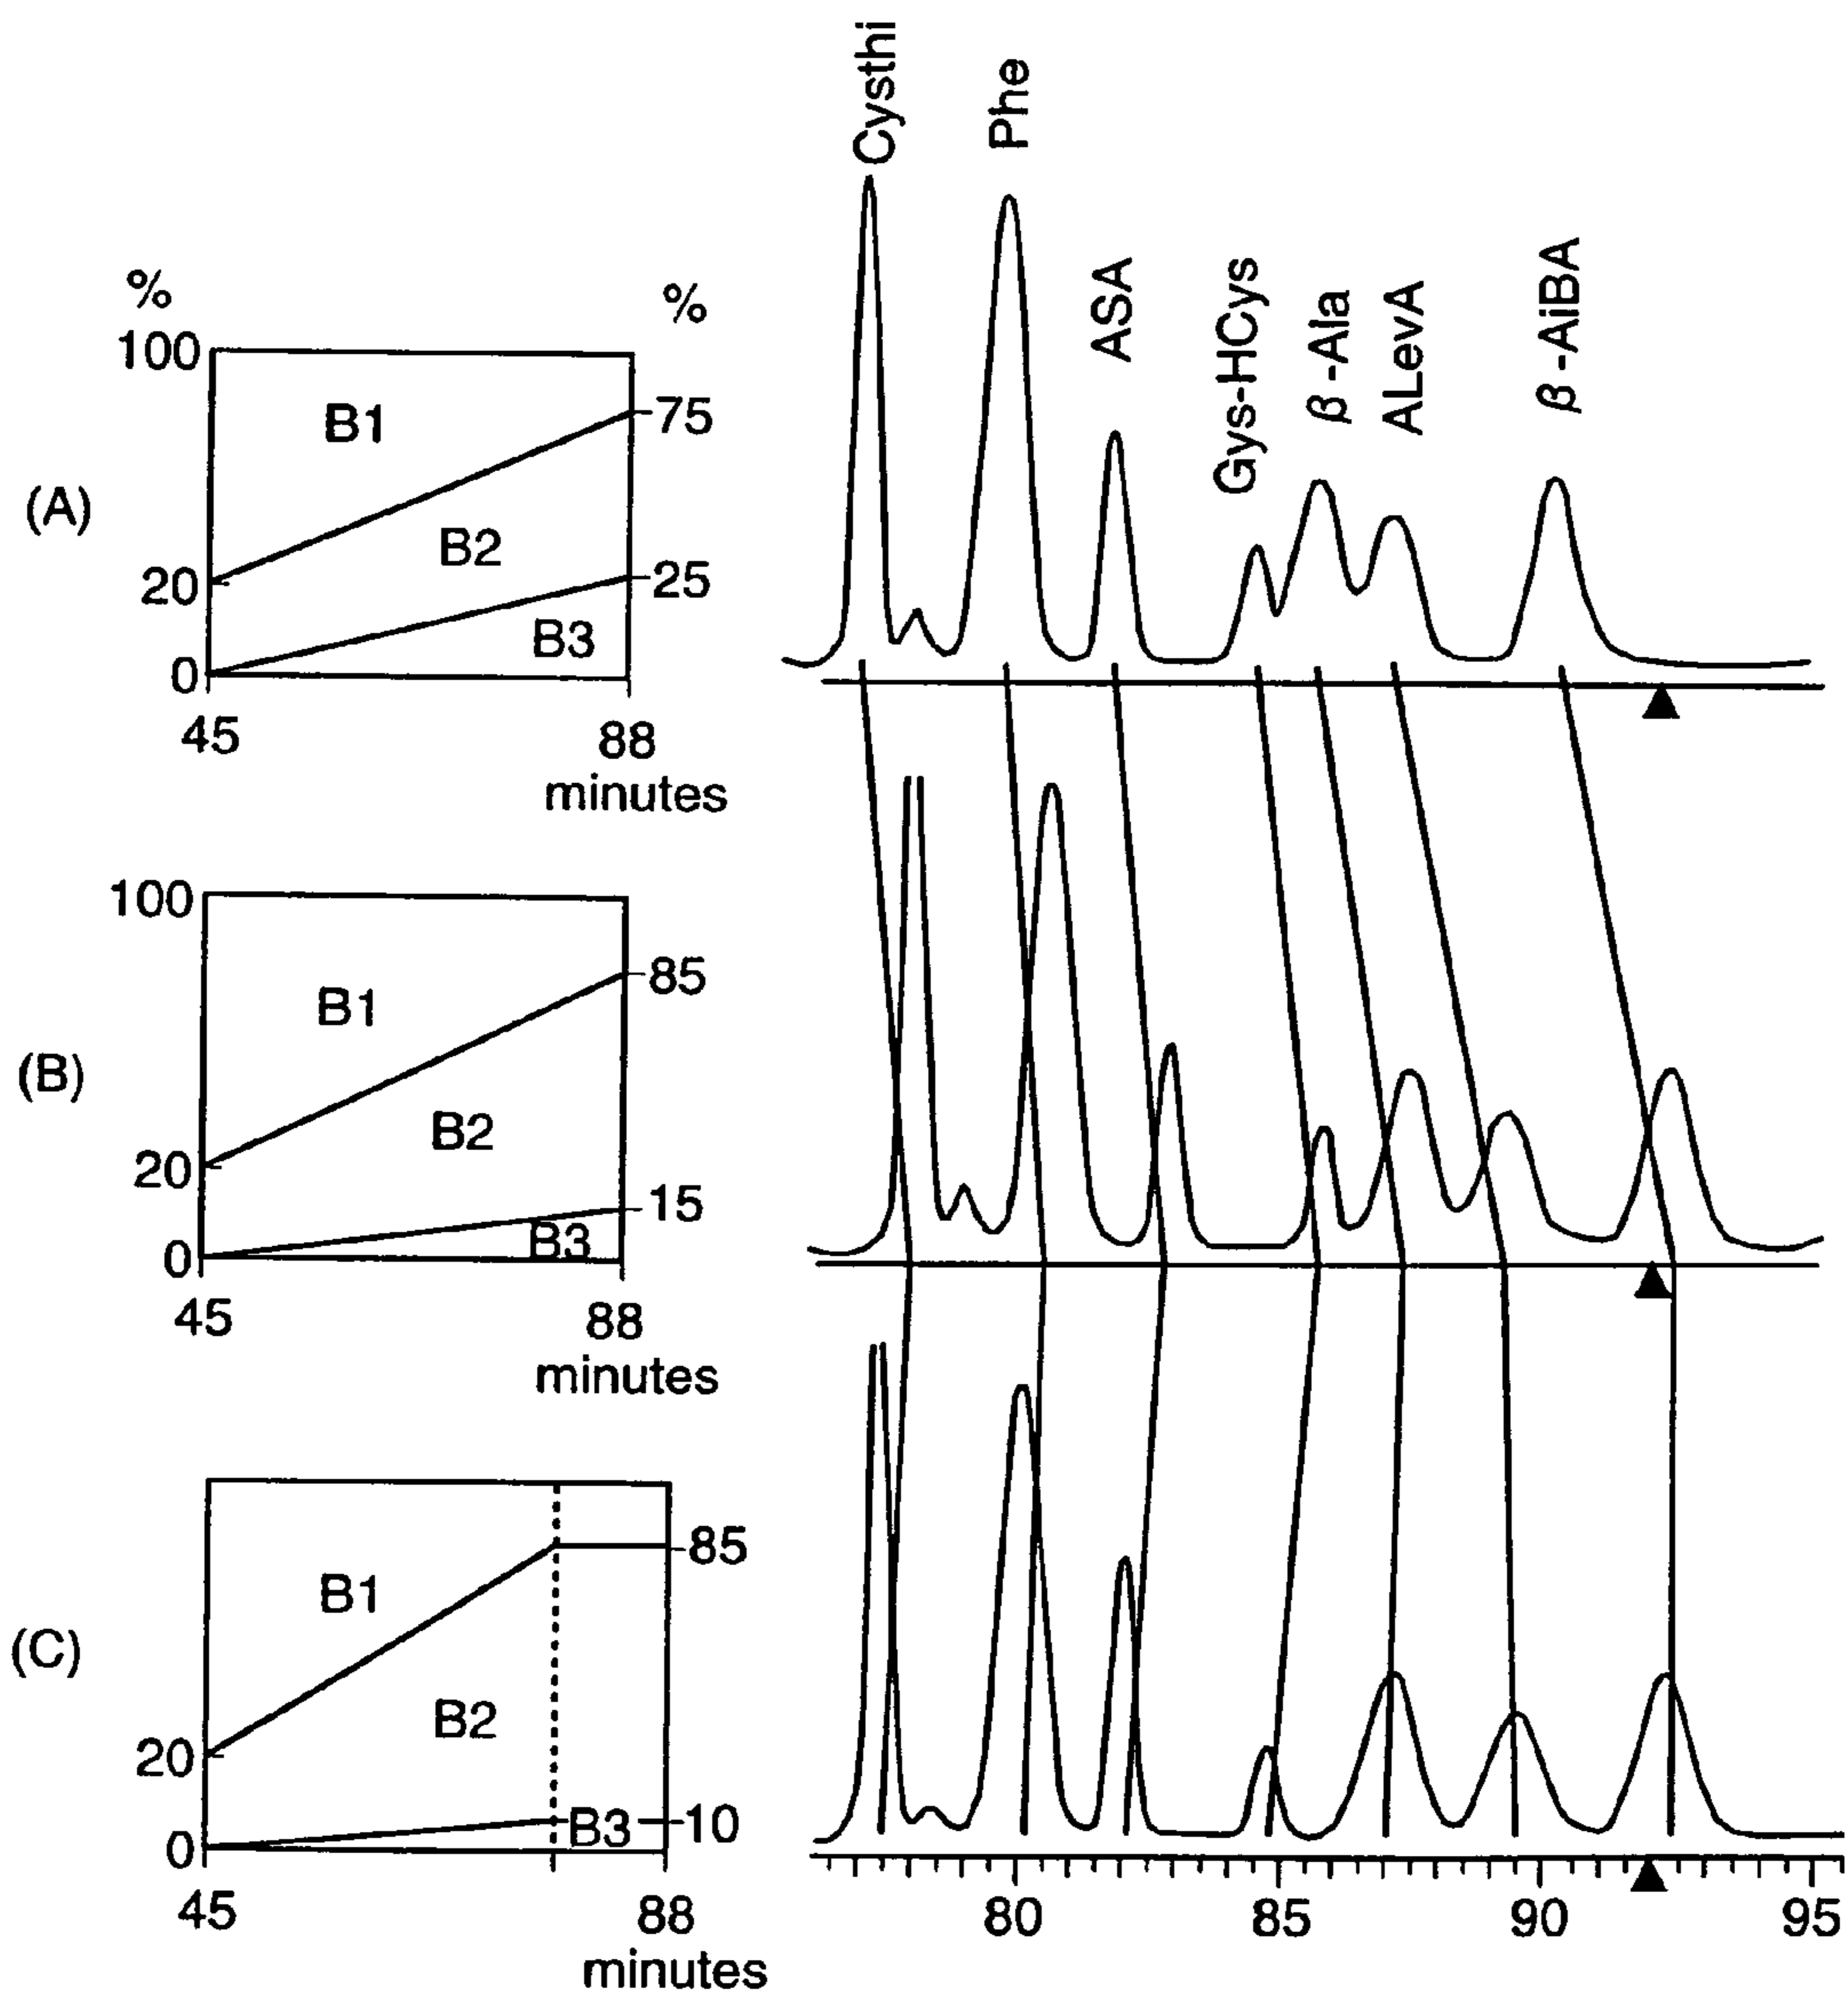 Cysthi
Phe
ASA
Gys-HCys
β-Ala
ALevA
β-AiBA
(A)
%
%
100
B1
75
B2
20
25
B3
0
45
88
minutes
(B)
100
85
B1
B2
20
15
B3
0
45
88
minutes
(C)
85
B1
B2
20
B3
10
0
45
88
minutes
80
85
90
95